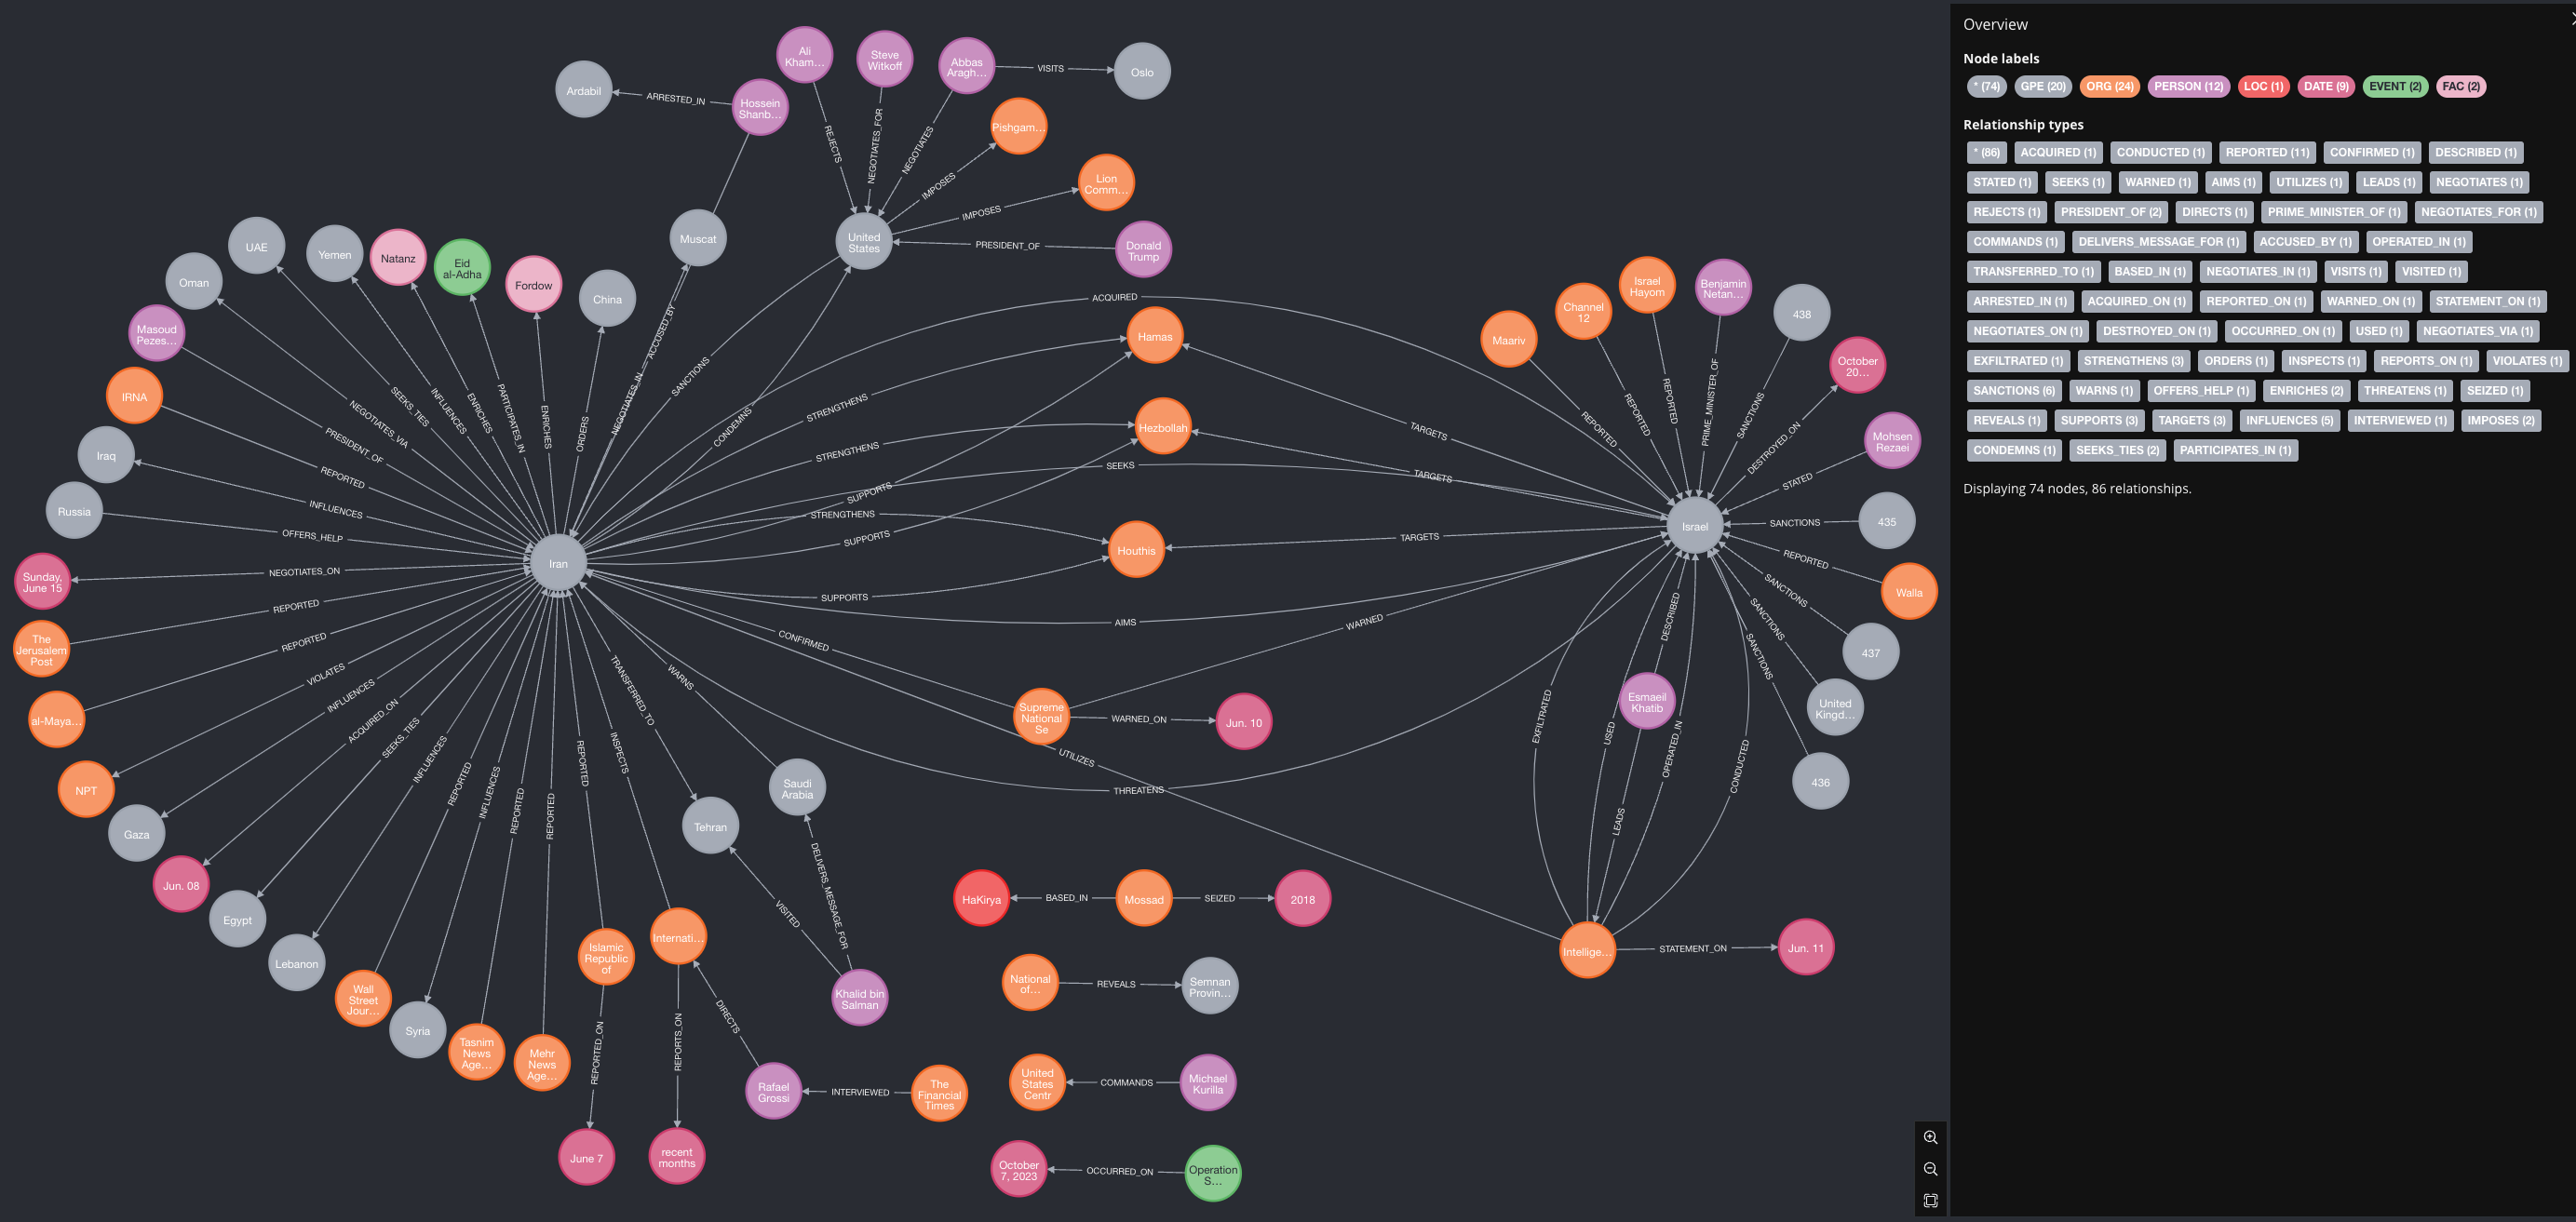 Ali
Kham…
Steve
Witkoff
Abbas
Aragh…
VISITS
Oslo
Ardabil
ARRESTED_IN
Hossein
Shanb…
Pishgam…
REJECTS
NEGOTIATES_FOR
NEGOTIATES
IMPOSES
Lion
Comm…
IMPOSES
United
States
PRESIDENT_OF
Donald
Trump
Muscat
UAE
Yemen
Natanz
Eid
al-Adha
Fordow
China
Oman
Masoud
Pezes…
IRNA
Iraq
Russia
Sunday,
June 15
The
Jerusalem
Post
al-Maya…
NPT
Gaza
Jun. 08
Egypt
Lebanon
Wall
Street
Jour…
Syria
Tasnim
News
Age…
Mehr
News
Age…
Islamic
Republic
of
Internati…
June 7
recent
months
Rafael
Grossi
INTERVIEWED
The
Financial
Times
Khalid bin
Salman
Tehran
Saudi
Arabia
Iran
SEEKS_TIES
INFLUENCES
ENRICHES
PARTICIPATES_IN
ENRICHES
ORDERS
NEGOTIATES_IN
ACCUSED_BY
SANCTIONS
CONDEMNS
NEGOTIATES_VIA
PRESIDENT_OF
REPORTED
INFLUENCES
OFFERS_HELP
NEGOTIATES_ON
REPORTED
REPORTED
VIOLATES
INFLUENCES
ACQUIRED_ON
SEEKS_TIES
INFLUENCES
REPORTED
INFLUENCES
REPORTED
REPORTED
REPORTED
INSPECTS
TRANSFERRED_TO
WARNS
REPORTED_ON
REPORTS_ON
DIRECTS
VISITED
DELIVERS_MESSAGE_FOR
ACQUIRED
Hamas
STRENGTHENS
Hezbollah
STRENGTHENS
SEEKS
SUPPORTS
STRENGTHENS
SUPPORTS
Houthis
SUPPORTS
AIMS
CONFIRMED
WARNED
Supreme
National
Se
WARNED_ON
Jun. 10
UTILIZES
THREATENS
TARGETS
TARGETS
TARGETS
Maariv
Channel
12
Israel
Hayom
Benjamin
Netan…
438
October
20…
Mohsen
Rezaei
435
Walla
437
United
Kingd…
436
Israel
REPORTED
REPORTED
REPORTED
PRIME_MINISTER_OF
SANCTIONS
DESTROYED_ON
STATED
SANCTIONS
REPORTED
SANCTIONS
SANCTIONS
SANCTIONS
DESCRIBED
Esmaeil
Khatib
EXFILTRATED
USED
OPERATED_IN
CONDUCTED
LEADS
Intellige…
STATEMENT_ON
Jun. 11
HaKirya
BASED_IN
Mossad
SEIZED
2018
National
of…
REVEALS
Semnan
Provin…
United
States
Centr
COMMANDS
Michael
Kurilla
October
7, 2023
OCCURRED_ON
Operation
S…
Overview
Node labels
* (74) GPE (20) ORG (24) PERSON (12) LOC (1) DATE (9) EVENT (2) FAC (2)
Relationship types
* (86) ACQUIRED (1) CONDUCTED (1) REPORTED (11) CONFIRMED (1) DESCRIBED (1)
STATED (1) SEEKS (1) WARNED (1) AIMS (1) UTILIZES (1) LEADS (1) NEGOTIATES (1)
REJECTS (1) PRESIDENT_OF (2) DIRECTS (1) PRIME_MINISTER_OF (1) NEGOTIATES_FOR (1)
COMMANDS (1) DELIVERS_MESSAGE_FOR (1) ACCUSED_BY (1) OPERATED_IN (1)
TRANSFERRED_TO (1) BASED_IN (1) NEGOTIATES_IN (1) VISITS (1) VISITED (1)
ARRESTED_IN (1) ACQUIRED_ON (1) REPORTED_ON (1) WARNED_ON (1) STATEMENT_ON (1)
NEGOTIATES_ON (1) DESTROYED_ON (1) OCCURRED_ON (1) USED (1) NEGOTIATES_VIA (1)
EXFILTRATED (1) STRENGTHENS (3) ORDERS (1) INSPECTS (1) REPORTS_ON (1) VIOLATES (1)
SANCTIONS (6) WARNS (1) OFFERS_HELP (1) ENRICHES (2) THREATENS (1) SEIZED (1)
REVEALS (1) SUPPORTS (3) TARGETS (3) INFLUENCES (5) INTERVIEWED (1) IMPOSES (2)
CONDEMNS (1) SEEKS_TIES (2) PARTICIPATES_IN (1)
Displaying 74 nodes, 86 relationships.